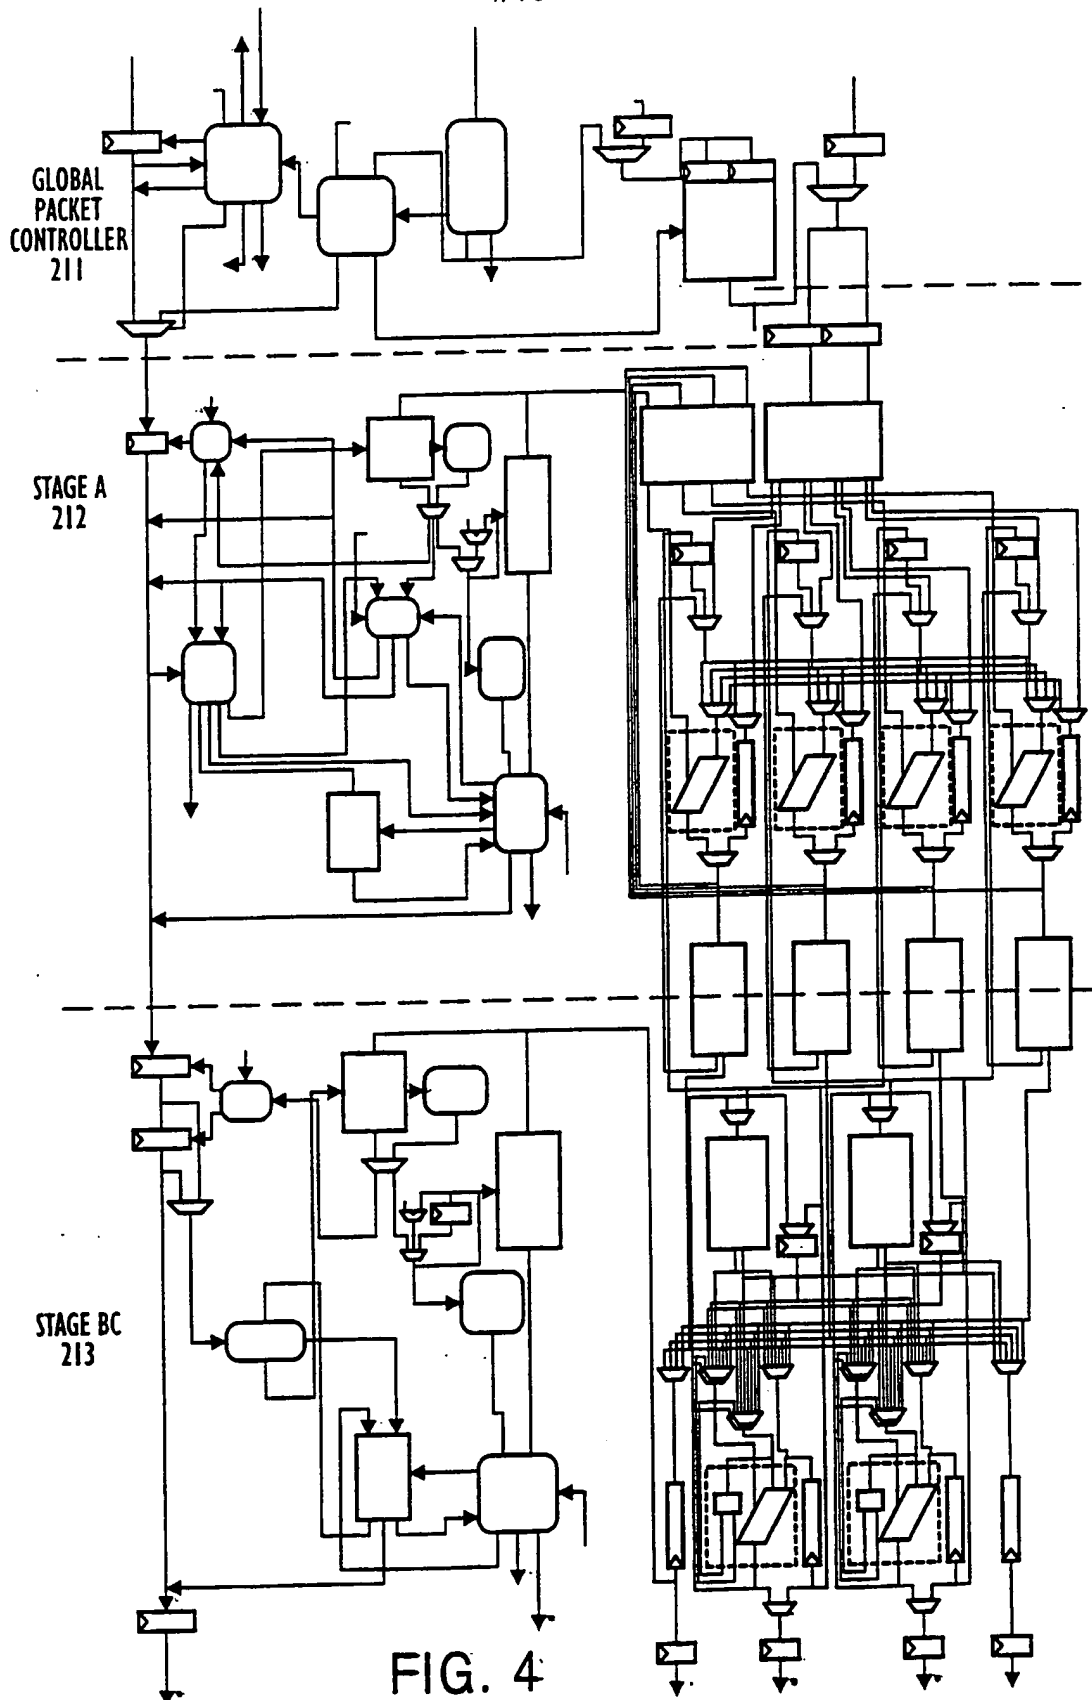 GLOBAL
PACKET
CONTROLLER
211
STAGE A
212
STAGE BC
213
FIG. 4